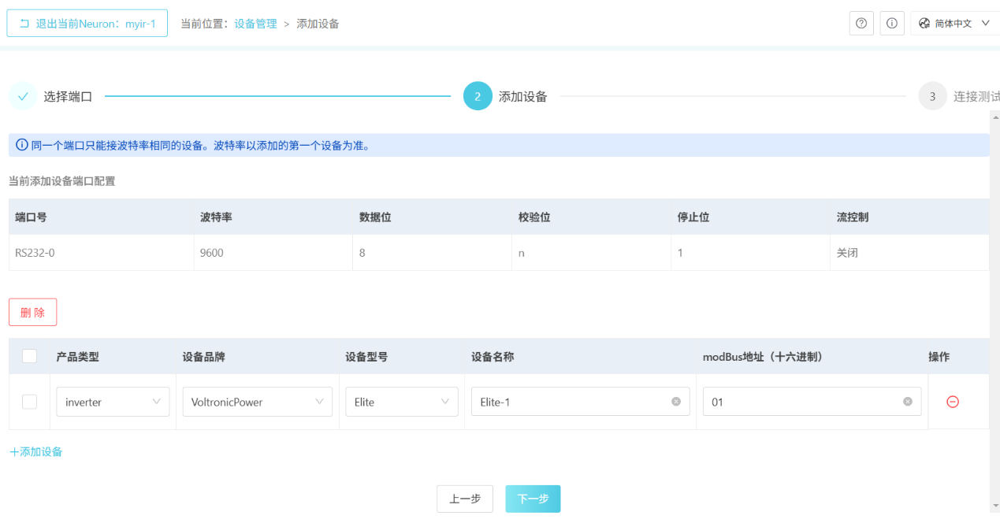 退出当前Neuron：myir-1 当前位置：设备管理 > 添加设备 简体中文
选择端口 2 添加设备 3 连接测试
同一个端口只能接波特率相同的设备。波特率以添加的第一个设备为准。
当前添加设备端口配置
端口号 波特率 数据位 校验位 停止位 流控制
RS232-0 9600 8 n 1 关闭
删 除
产品类型 设备品牌 设备型号 设备名称 modBus地址（十六进制） 操作
inverter VoltronicPower Elite Elite-1 01
+添加设备
上一步 下一步